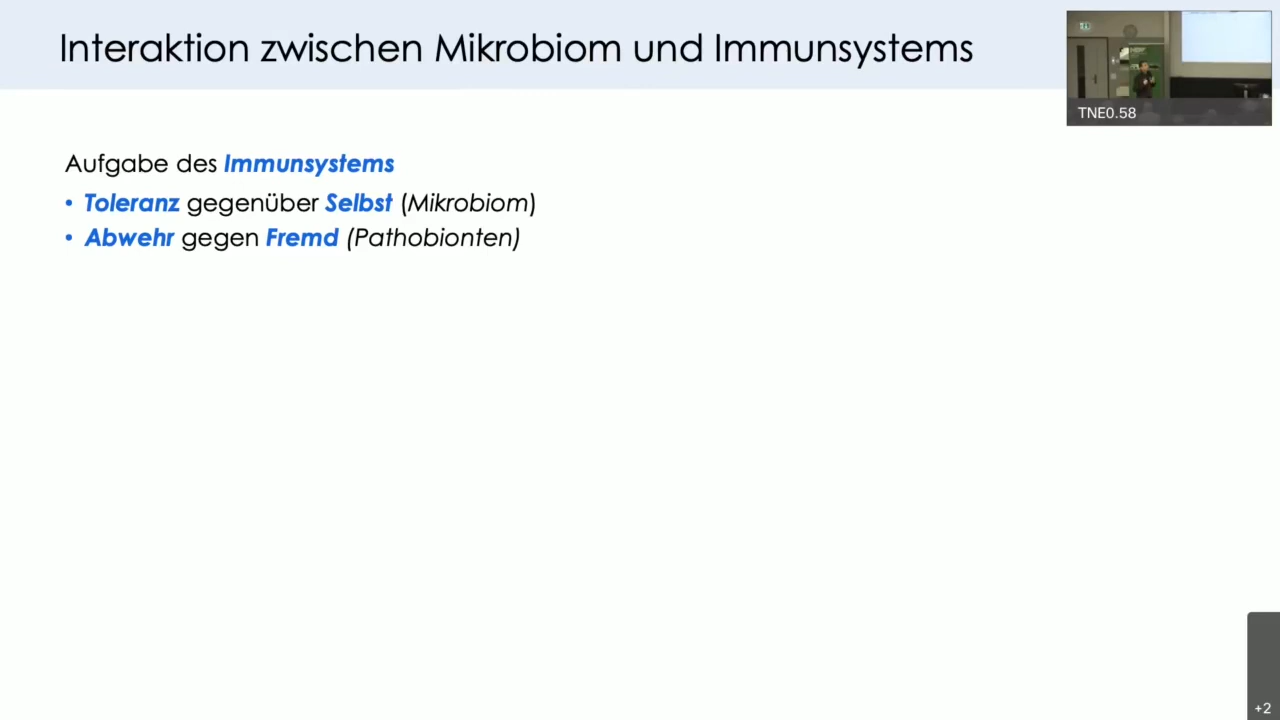 Interaktion zwischen Mikrobiom und Immunsystems
TNE0.58
Aufgabe des Immunsystems
• Toleranz gegenüber Selbst (Mikrobiom)
• Abwehr gegen Fremd (Pathobionten)
+2